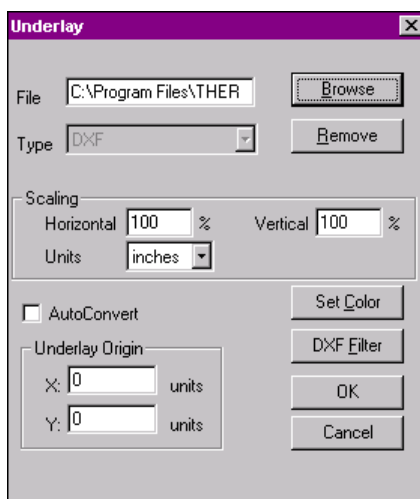 Underlay
File C:\Program Files\THER Browse
Type DXF Remove
Scaling
Horizontal 100 % Vertical 100 %
Units inches
AutoConvert Set Color
DXF Filter
Underlay Origin
X: 0 units OK
Y: 0 units Cancel